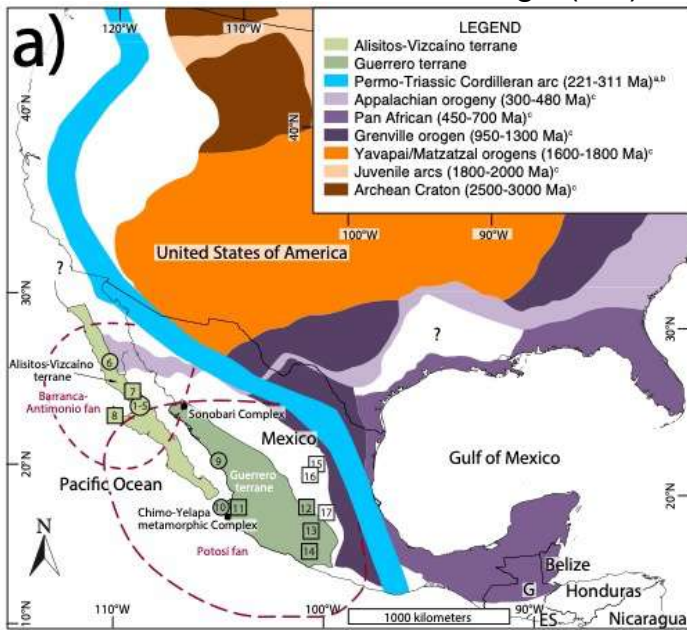 a)
120°W
110°W
40°N
40°N
LEGEND
Alisitos-Vizcaíno terrane
Guerrero terrane
Permo-Triassic Cordilleran arc (221-311 Ma)ᵃ,ᵇ
Appalachian orogeny (300-480 Ma)ᶜ
Pan African (450-700 Ma)ᶜ
Grenville orogen (950-1300 Ma)ᶜ
Yavapai/Matzatzal orogens (1600-1800 Ma)ᶜ
Juvenile arcs (1800-2000 Ma)ᶜ
Archean Craton (2500-3000 Ma)ᶜ
100°W
90°W
United States of America
?
30°N
30°N
?
Alisitos-Vizcaíno
terrane
6
7
Barranca-
Antimonio fan
8
1-5
Sonobari Complex
Mexico
Gulf of Mexico
20°N
20°N
9
Guerrero
terrane
15
16
Pacific Ocean
Chimo-Yelapa
metamorphic Complex
10
11
12
17
13
14
Potosi fan
N
Belize
G
Honduras
ES
Nicaragua
1000 kilometers
10°N
110°W
100°W
90°W